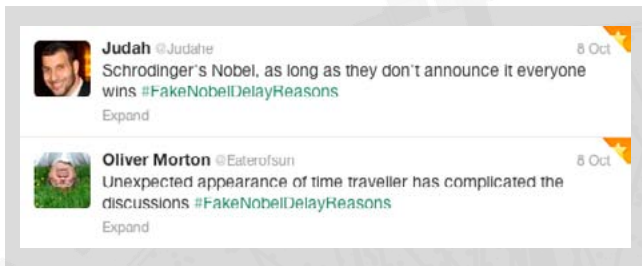 Judah @Judahe 8 Oct
Schrodinger's Nobel, as long as they don't announce it everyone
wins #FakeNobelDelayReasons
Expand
Oliver Morton @Eaterofsun 8 Oct
Unexpected appearance of time traveller has complicated the
discussions #FakeNobelDelayReasons
Expand